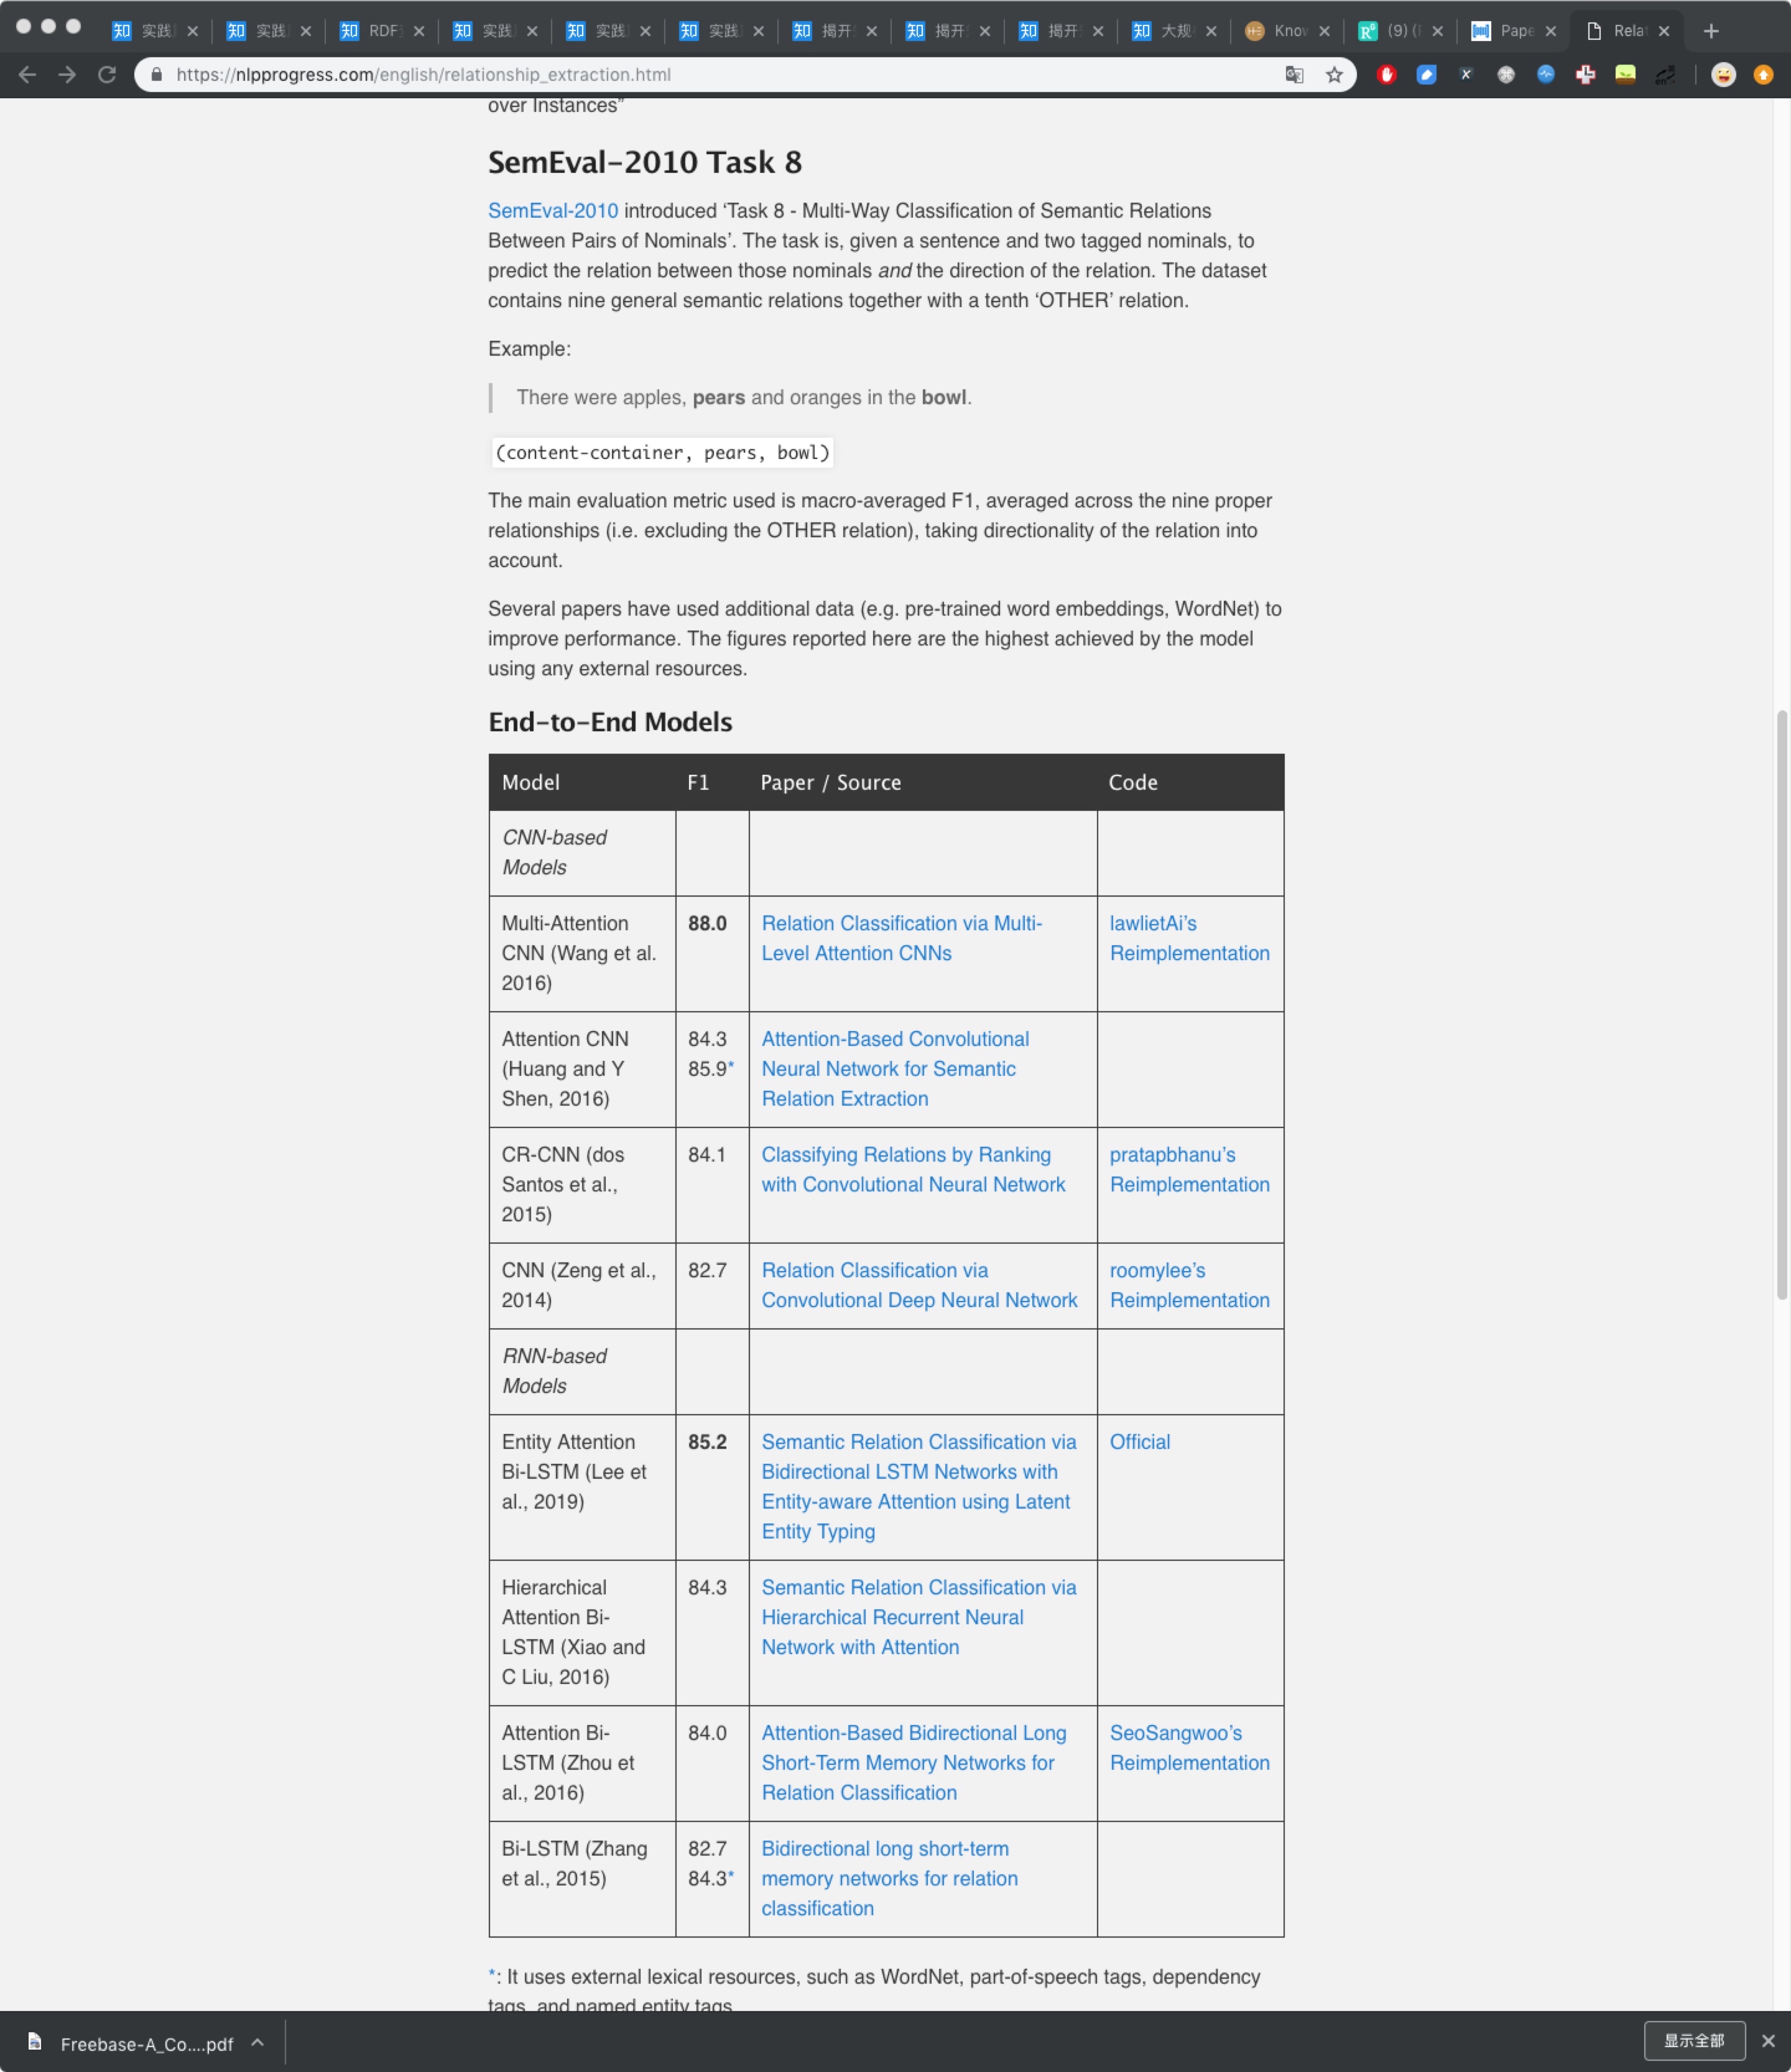 知 实践
知 实践
知 RDF
知 实践
知 实践
知 实践
知 揭开
知 揭开
知 揭开
知 大规
Know
(9) (
Pape
Rela
https://nlpprogress.com/english/relationship_extraction.html
over Instances”
SemEval-2010 Task 8
SemEval-2010 introduced ‘Task 8 - Multi-Way Classification of Semantic Relations
Between Pairs of Nominals’. The task is, given a sentence and two tagged nominals, to
predict the relation between those nominals and the direction of the relation. The dataset
contains nine general semantic relations together with a tenth ‘OTHER’ relation.
Example:
There were apples, pears and oranges in the bowl.
(content-container, pears, bowl)
The main evaluation metric used is macro-averaged F1, averaged across the nine proper
relationships (i.e. excluding the OTHER relation), taking directionality of the relation into
account.
Several papers have used additional data (e.g. pre-trained word embeddings, WordNet) to
improve performance. The figures reported here are the highest achieved by the model
using any external resources.
End-to-End Models
Model F1 Paper / Source Code
CNN-based
Models
Multi-Attention
CNN (Wang et al.
2016)
88.0
Relation Classification via Multi-
Level Attention CNNs
lawlietAi’s
Reimplementation
Attention CNN
(Huang and Y
Shen, 2016)
84.3
85.9*
Attention-Based Convolutional
Neural Network for Semantic
Relation Extraction
CR-CNN (dos
Santos et al.,
2015)
84.1
Classifying Relations by Ranking
with Convolutional Neural Network
pratapbhanu’s
Reimplementation
CNN (Zeng et al.,
2014)
82.7
Relation Classification via
Convolutional Deep Neural Network
roomylee’s
Reimplementation
RNN-based
Models
Entity Attention
Bi-LSTM (Lee et
al., 2019)
85.2
Semantic Relation Classification via
Bidirectional LSTM Networks with
Entity-aware Attention using Latent
Entity Typing
Official
Hierarchical
Attention Bi-
LSTM (Xiao and
C Liu, 2016)
84.3
Semantic Relation Classification via
Hierarchical Recurrent Neural
Network with Attention
Attention Bi-
LSTM (Zhou et
al., 2016)
84.0
Attention-Based Bidirectional Long
Short-Term Memory Networks for
Relation Classification
SeoSangwoo’s
Reimplementation
Bi-LSTM (Zhang
et al., 2015)
82.7
84.3*
Bidirectional long short-term
memory networks for relation
classification
*: It uses external lexical resources, such as WordNet, part-of-speech tags, dependency
tags, and named entity tags
Freebase-A_Co....pdf
显示全部